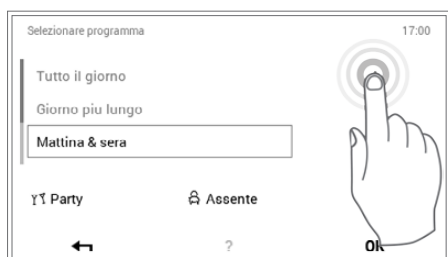 Selezionare programma 17:00
Tutto il giorno
Giorno piu lungo
Mattina & sera
Party Assente
? OK